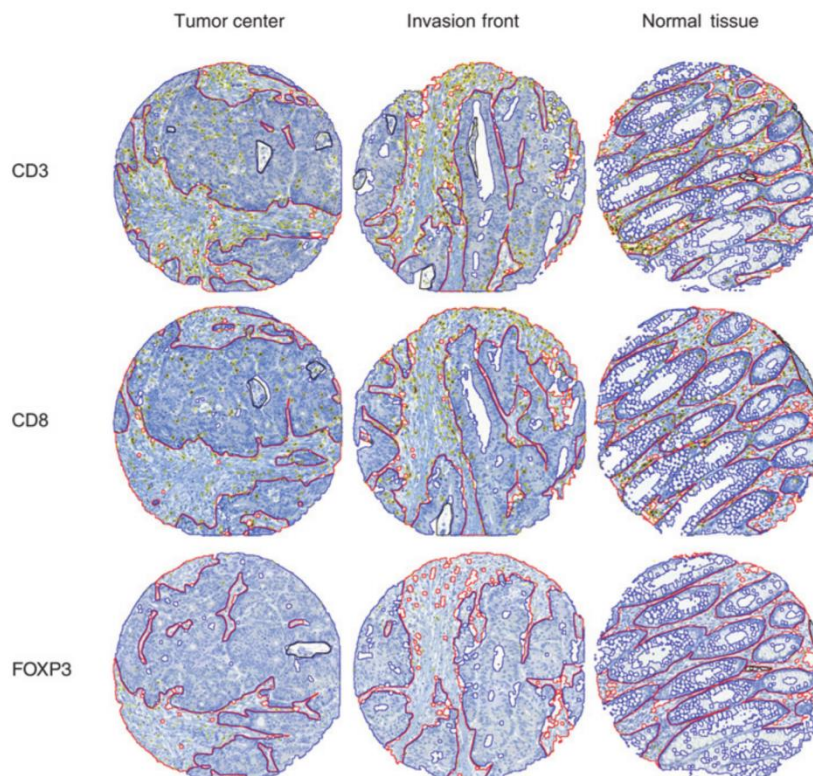 Tumor center Invasion front Normal tissue
CD3
CD8
FOXP3